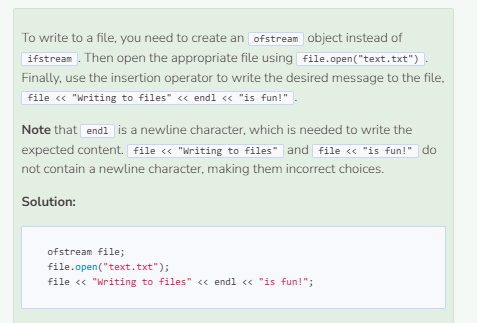 To write to a file, you need to create an ofstream object instead of
ifstream . Then open the appropriate file using file.open("text.txt") .
Finally, use the insertion operator to write the desired message to the file,
file << "Writing to files" << endl << "is fun!" .
Note that endl is a newline character, which is needed to write the
expected content. file << "Writing to files" and file << "is fun!" do
not contain a newline character, making them incorrect choices.
Solution:
ofstream file;
file.open("text.txt");
file << "Writing to files" << endl << "is fun!";